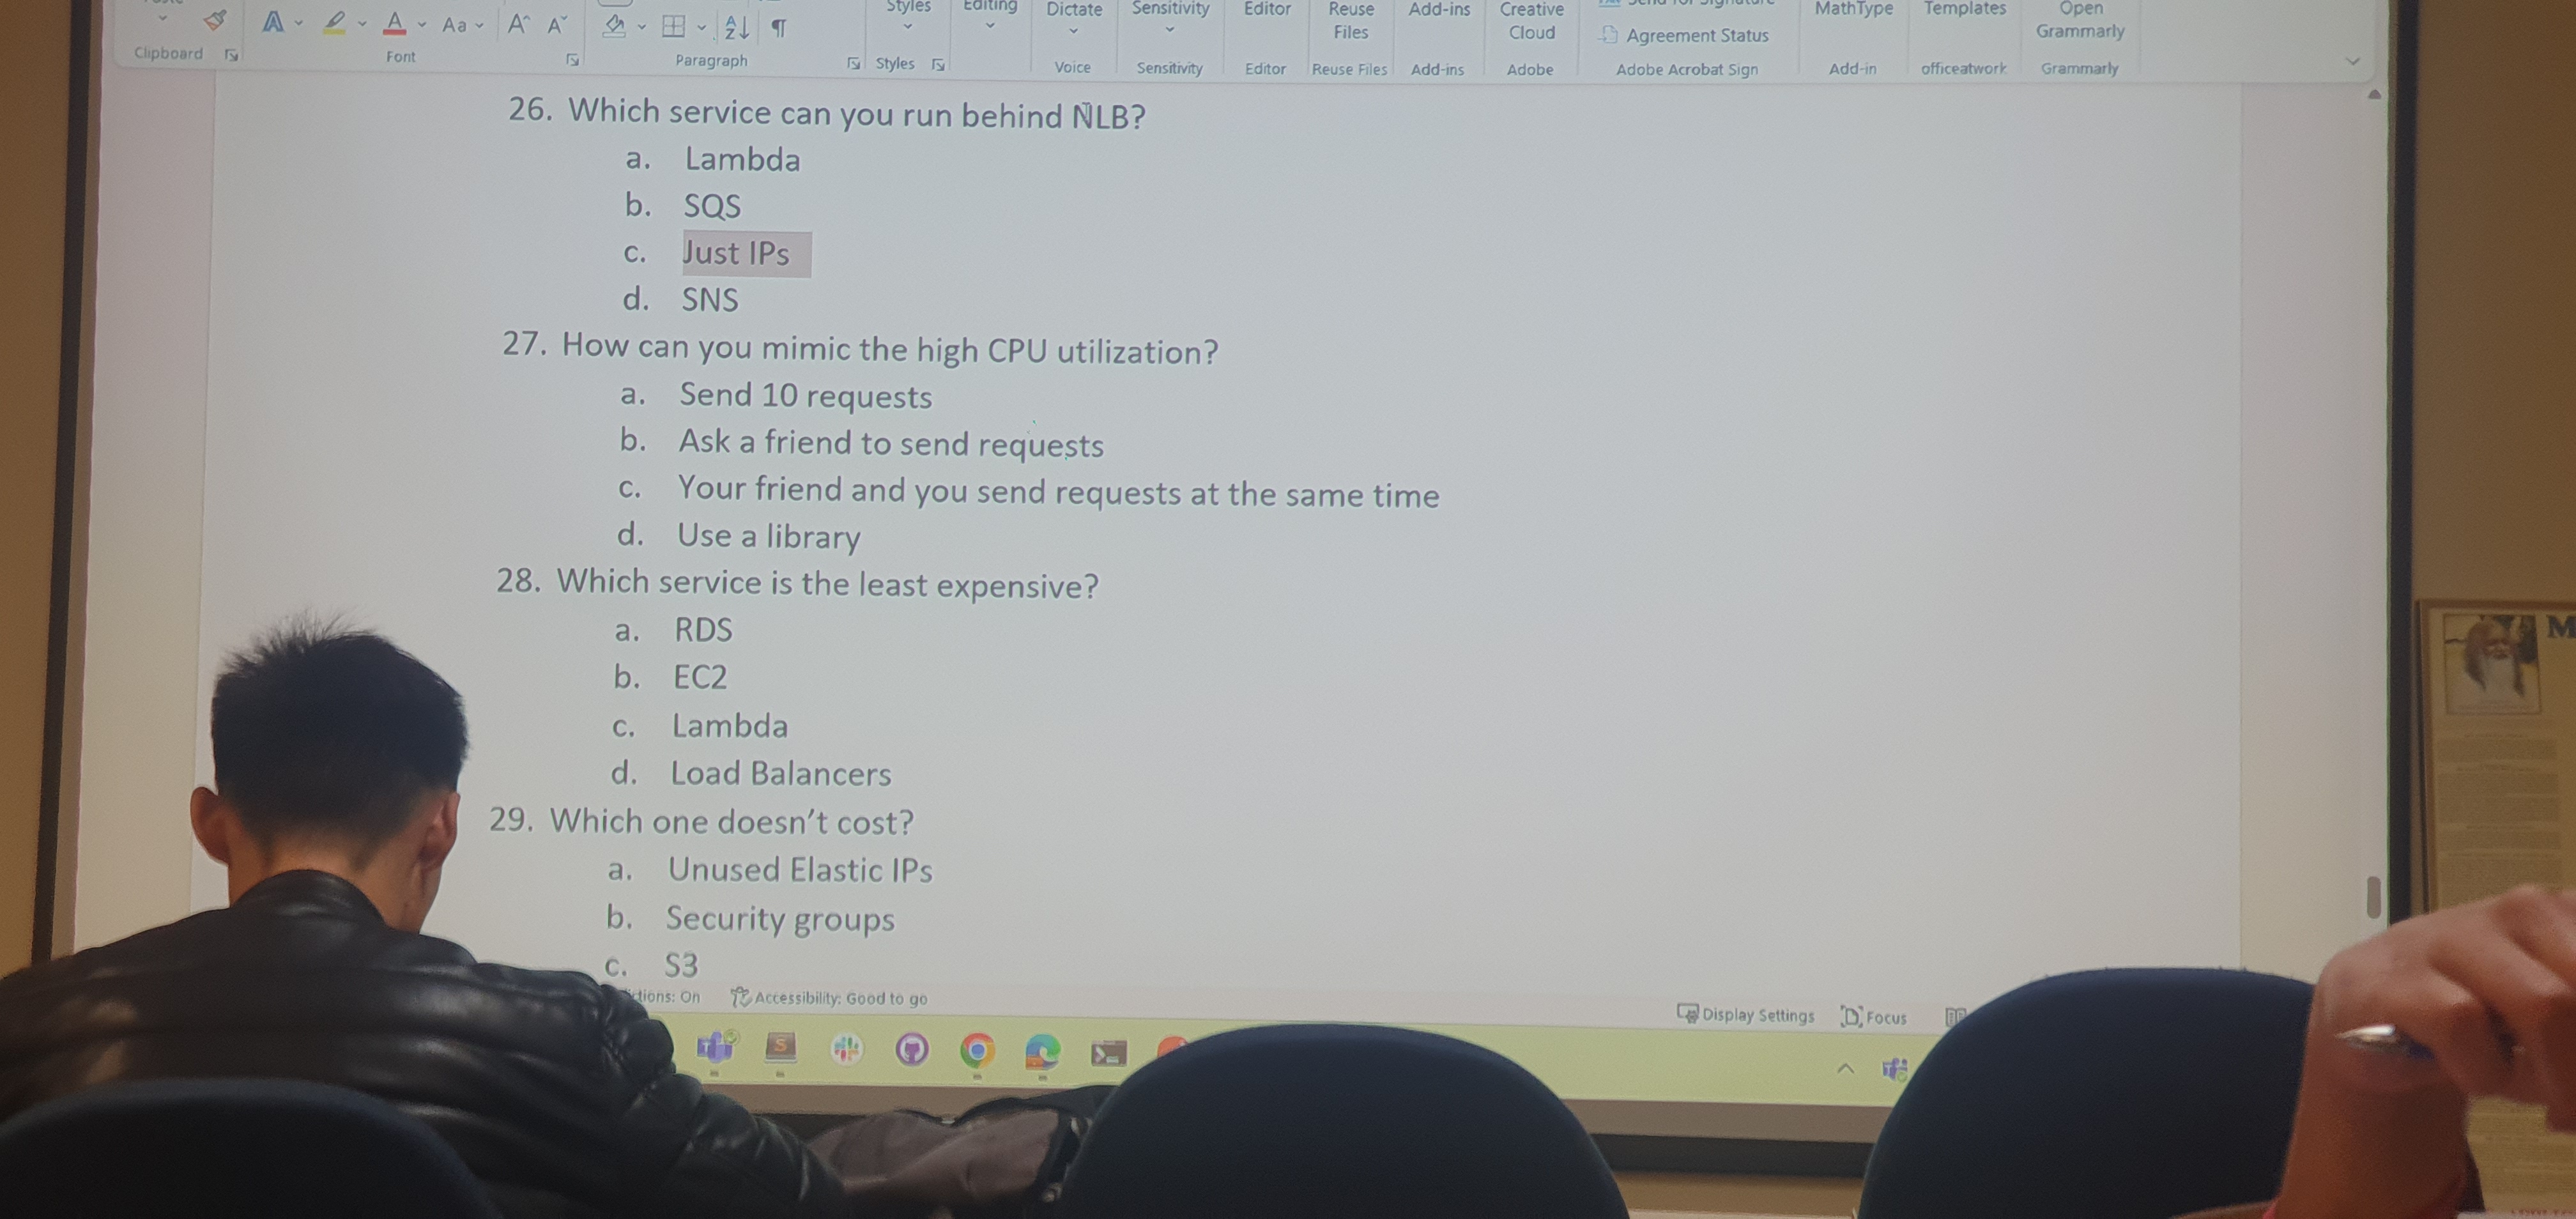 Styles
Editing
Dictate
Sensitivity
Editor
Reuse
Files
Add-ins
Creative
Cloud
Agreement Status
MathType
Templates
Open
Grammarly
Aa
Clipboard
Font
Paragraph
Styles
Voice
Sensitivity
Editor
Reuse Files
Add-ins
Adobe
Adobe Acrobat Sign
Add-in
officeatwork
Grammarly
26. Which service can you run behind NLB?
a. Lambda
b. SQS
c. Just IPs
d. SNS
27. How can you mimic the high CPU utilization?
a. Send 10 requests
b. Ask a friend to send requests
c. Your friend and you send requests at the same time
d. Use a library
28. Which service is the least expensive?
a. RDS
b. EC2
c. Lambda
d. Load Balancers
29. Which one doesn't cost?
a. Unused Elastic IPs
b. Security groups
c. S3
On
Accessibility: Good to go
Display Settings
Focus